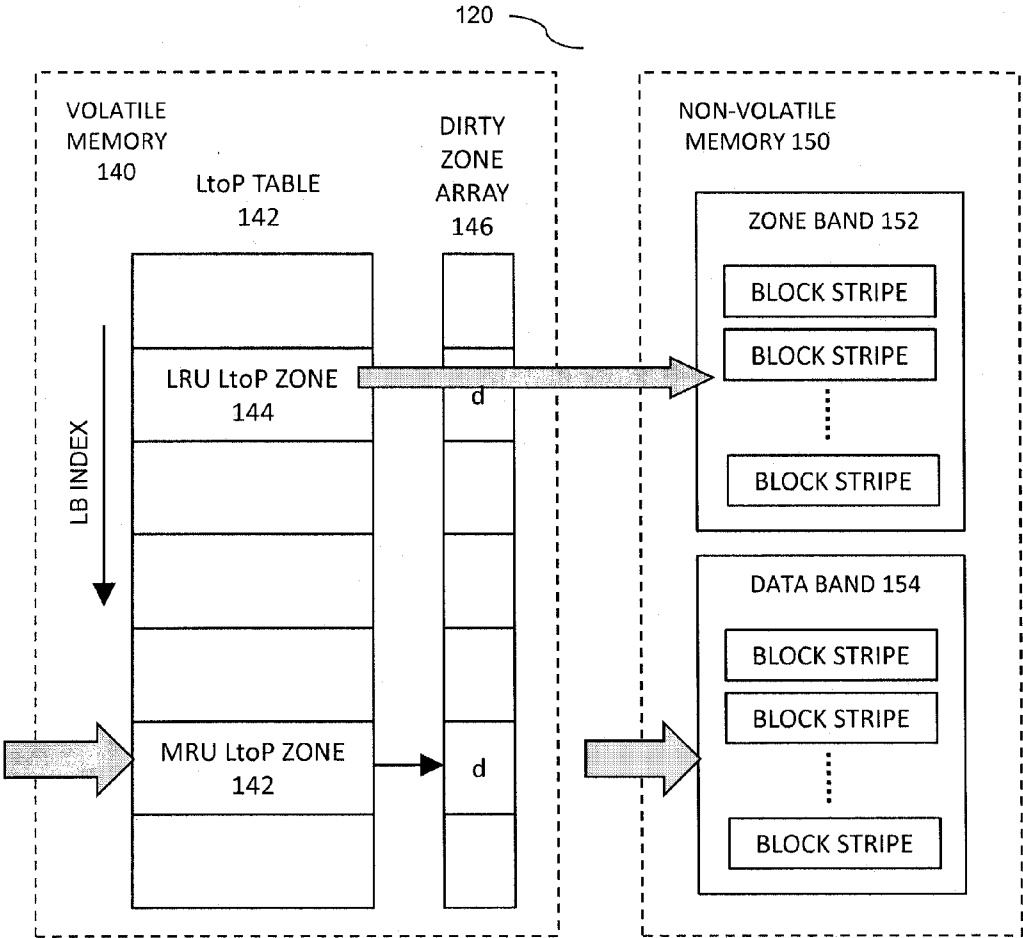 120
VOLATILE
MEMORY
140
LtoP TABLE
142
DIRTY
ZONE
ARRAY
146
LB INDEX
LRU LtoP ZONE
144
d
MRU LtoP ZONE
142
d
NON-VOLATILE
MEMORY 150
ZONE BAND 152
BLOCK STRIPE
BLOCK STRIPE
BLOCK STRIPE
DATA BAND 154
BLOCK STRIPE
BLOCK STRIPE
BLOCK STRIPE